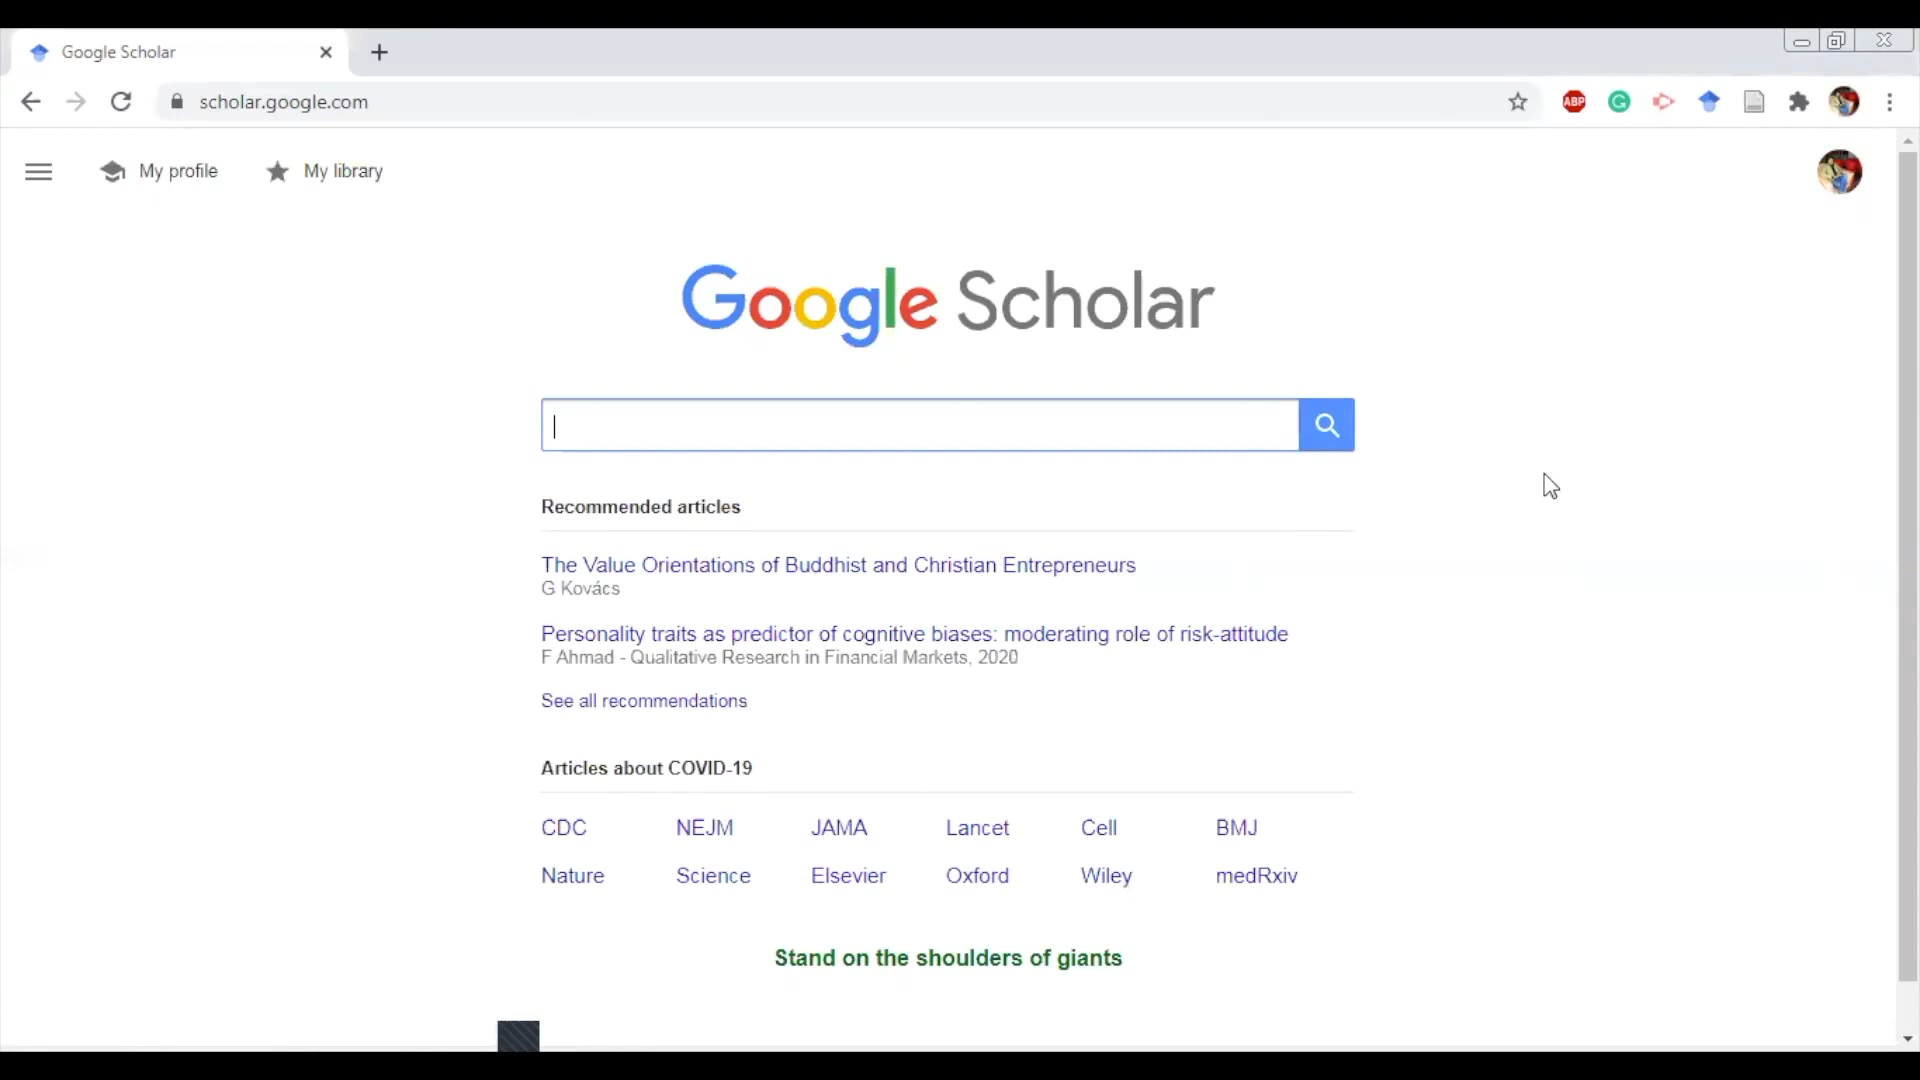 Google Scholar
scholar.google.com
ABP
My profile
My library
Google Scholar
Recommended articles
The Value Orientations of Buddhist and Christian Entrepreneurs
G Kovács
Personality traits as predictor of cognitive biases: moderating role of risk-attitude
F Ahmad - Qualitative Research in Financial Markets, 2020
See all recommendations
Articles about COVID-19
CDC NEJM JAMA Lancet Cell BMJ
Nature Science Elsevier Oxford Wiley medRxiv
Stand on the shoulders of giants